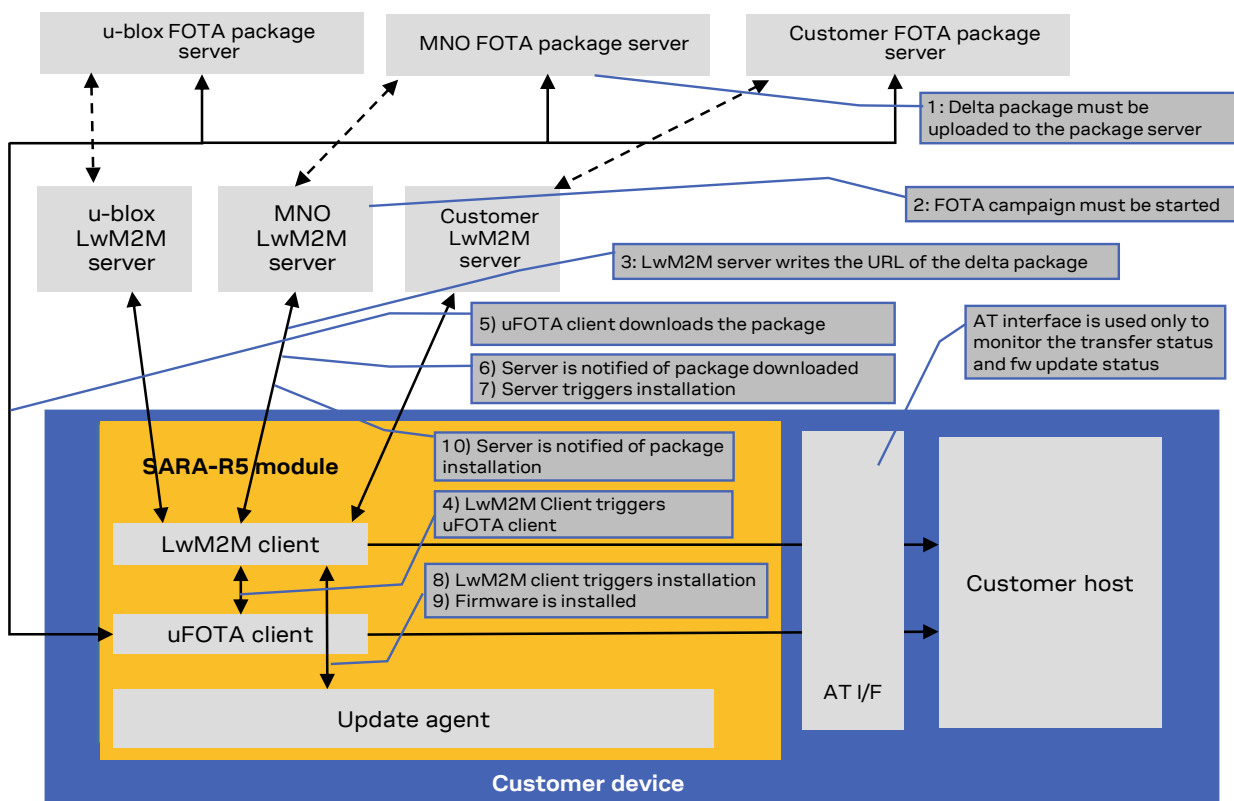 u-blox FOTA package
server
MNO FOTA package server
Customer FOTA package
server
1: Delta package must be
uploaded to the package server
u-blox
LwM2M
server
MNO
LwM2M
server
Customer
LwM2M
server
2: FOTA campaign must be started
3: LwM2M server writes the URL of the delta package
5) uFOTA client downloads the package
AT interface is used only to
monitor the transfer status
and fw update status
6) Server is notified of package downloaded
7) Server triggers installation
10) Server is notified of package
installation
SARA-R5 module
4) LwM2M Client triggers
uFOTA client
LwM2M client
8) LwM2M client triggers installation
9) Firmware is installed
Customer host
uFOTA client
AT I/F
Update agent
Customer device